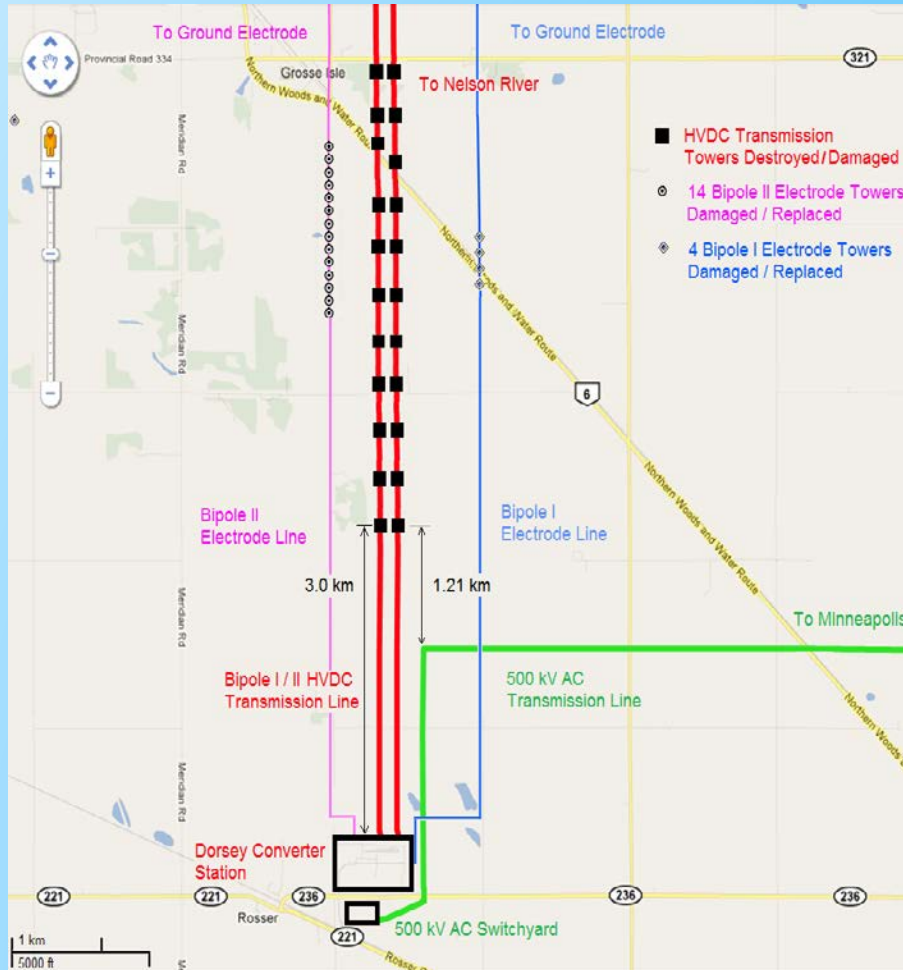 To Ground Electrode
To Ground Electrode
Provincial Road 334
Grosse Isle
321
To Nelson River
Northern Woods and Water Route
Meridian Rd
HVDC Transmission
Towers Destroyed/Damaged
14 Bipole II Electrode Towers
Damaged / Replaced
4 Bipole I Electrode Towers
Damaged / Replaced
Northern Woods and Water Route
Meridian Rd
6
Northern Woods and Water Route
Bipole II
Electrode Line
Bipole I
Electrode Line
3.0 km
1.21 km
Meridian Rd
To Minneapolis
Bipole I / II HVDC
Transmission Line
500 kV AC
Transmission Line
Northern Woods a
Meridian Rd
Dorsey Converter
Station
221
221
236
236
236
Rosser
221
500 kV AC Switchyard
Rosser
1 km
5000 ft